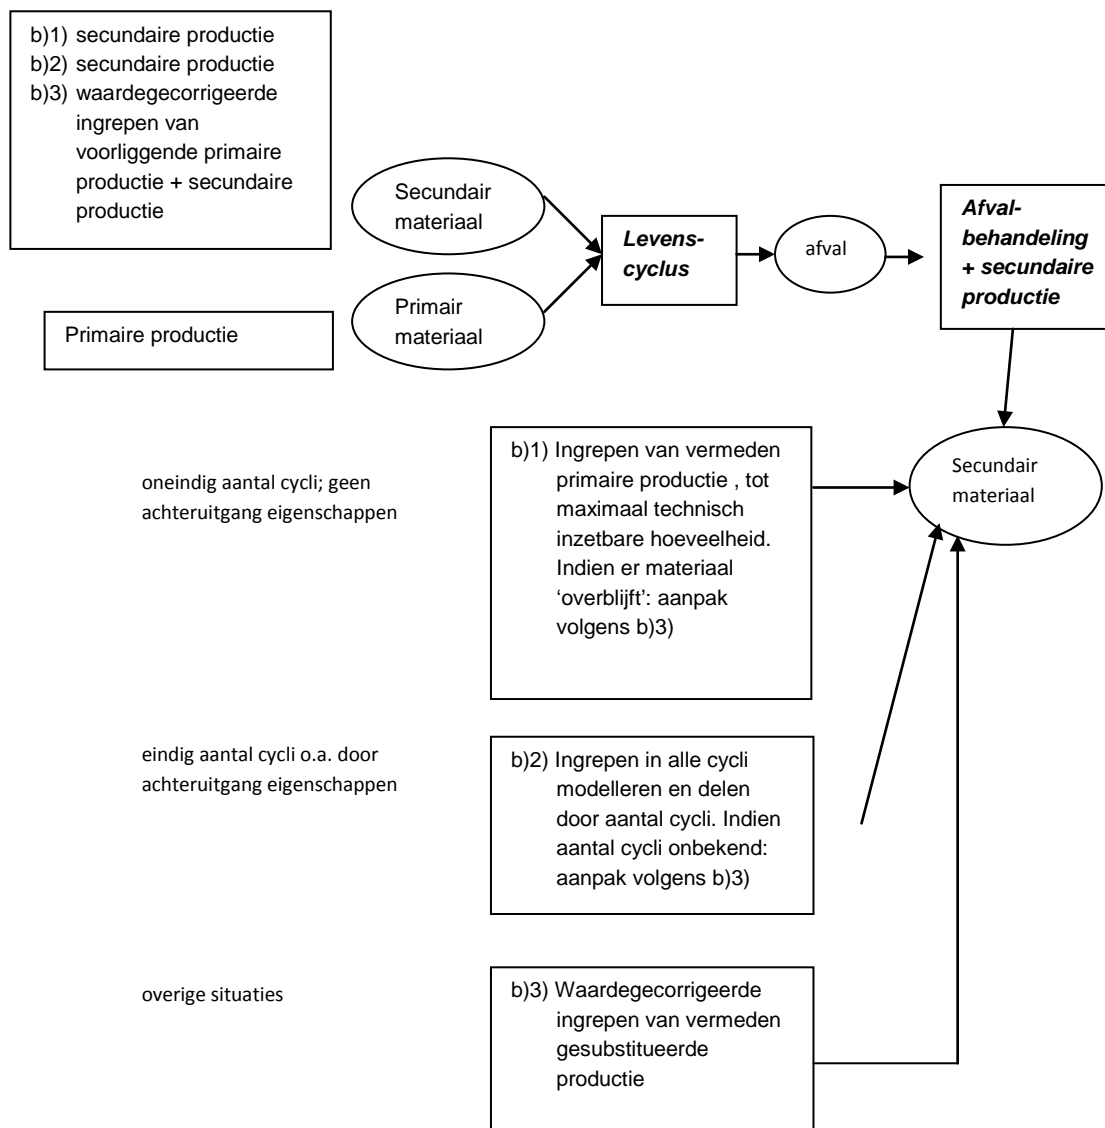 b)1) secundaire productie
b)2) secundaire productie
b)3) waardegecorrigeerde
ingrepen van
voorliggende primaire
productie + secundaire
productie
Secundair
materiaal
Levens-
cyclus
afval
Afval-
behandeling
+ secundaire
productie
Primair
materiaal
Primaire productie
oneindig aantal cycli; geen
achteruitgang eigenschappen
b)1) Ingrepen van vermeden
primaire productie , tot
maximaal technisch
inzetbare hoeveelheid.
Indien er materiaal
‘overblijft’: aanpak
volgens b)3)
Secundair
materiaal
eindig aantal cycli o.a. door
achteruitgang eigenschappen
b)2) Ingrepen in alle cycli
modelleren en delen
door aantal cycli. Indien
aantal cycli onbekend:
aanpak volgens b)3)
overige situaties
b)3) Waardegecorrigeerde
ingrepen van vermeden
gesubstitueerde
productie